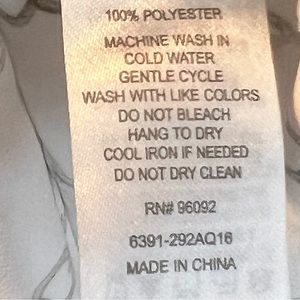 100% POLYESTER
MACHINE WASH IN
COLD WATER
GENTLE CYCLE
WASH WITH LIKE COLORS
DO NOT BLEACH
HANG TO DRY
COOL IRON IF NEEDED
DO NOT DRY CLEAN
RN# 96092
6391-292AQ16
MADE IN CHINA